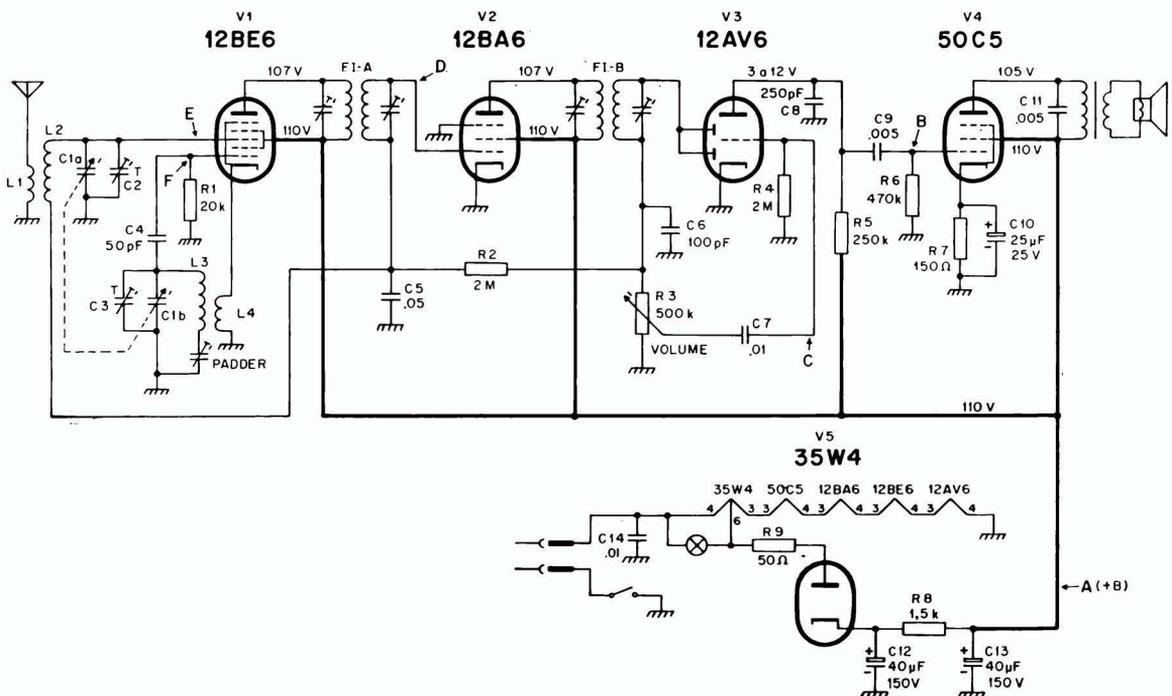 V1
12BE6
V2
12BA6
V3
12AV6
V4
50C5
107 V
FI-A
D
107 V
FI-B
3 a 12 V
250pF
C8
105 V
C11
.005
E
110V
110 V
C9
.005
B
110 V
L2
L1
C1a
T
C2
F
R1
20k
R4
2M
R6
470k
C4
50pF
C6
100pF
R5
250k
R7
150Ω
+
-
C10
25µF
25V
L3
R2
2M
C3
T
C1b
L4
C5
.05
R3
500k
VOLUME
C7
.01
C
PADDER
110 V
V5
35W4
35W4
50C5
12BA6
12BE6
12AV6
4
3
3
4
3
4
3
4
3
4
6
C14
.01
R9
50Ω
A (+B)
R8
1,5k
+
-
C12
40µF
150V
+
-
C13
40µF
150V